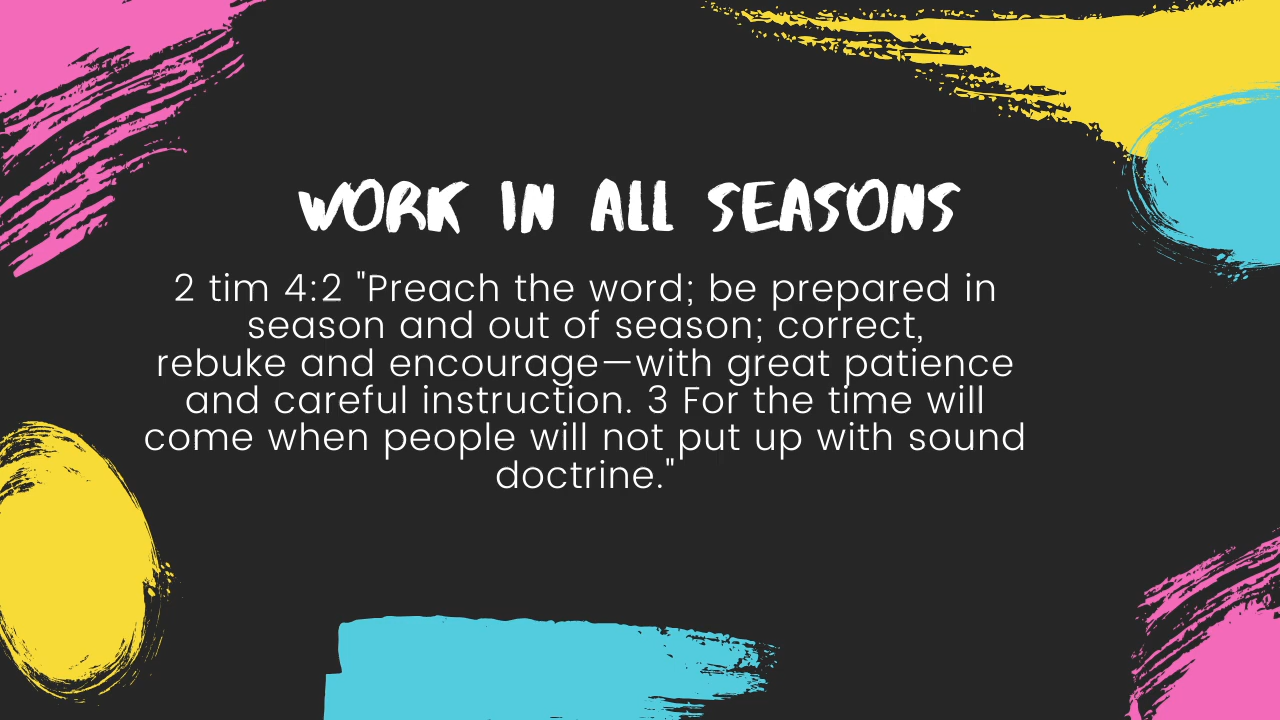 WORK IN ALL SEASONS
2 tim 4:2 "Preach the word; be prepared in
season and out of season; correct,
rebuke and encourage—with great patience
and careful instruction. 3 For the time will
come when people will not put up with sound
doctrine."